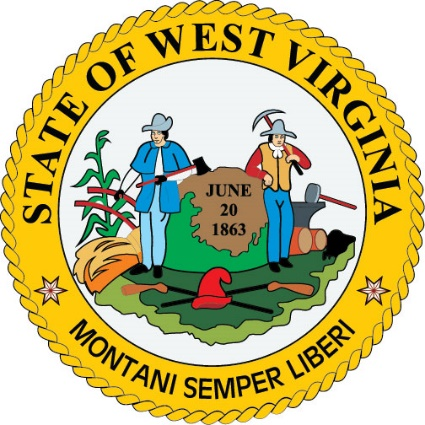 STATE OF WEST VIRGINIA
JUNE
20
1863
MONTANI SEMPER LIBERI